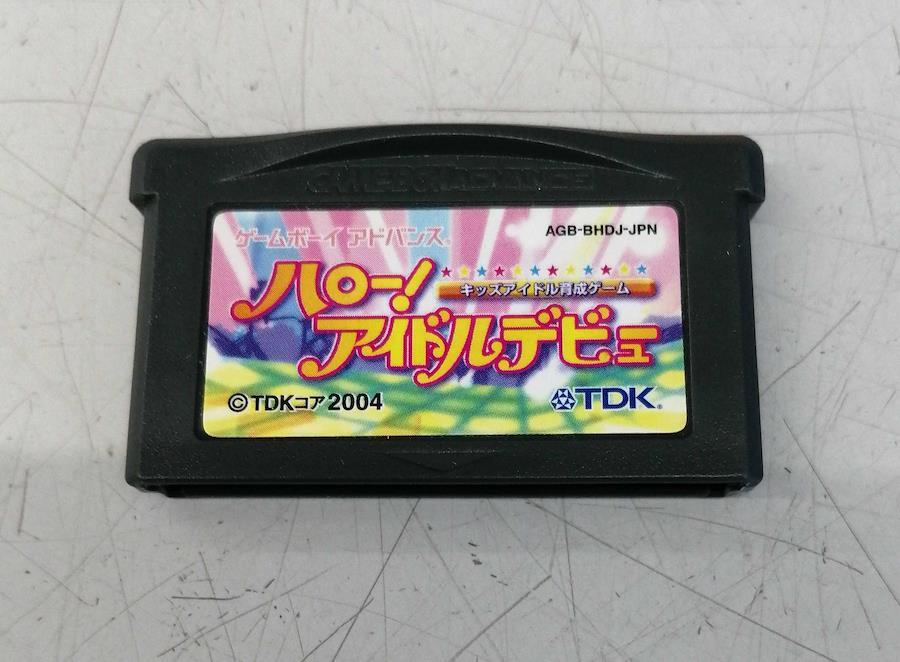 GAME BOY ADVANCE
ゲームボーイ アドバンス®
AGB-BHDJ-JPN
ハロー!
キッズアイドル育成ゲーム
アイドルデビュー
©TDKコア2004
TDK®